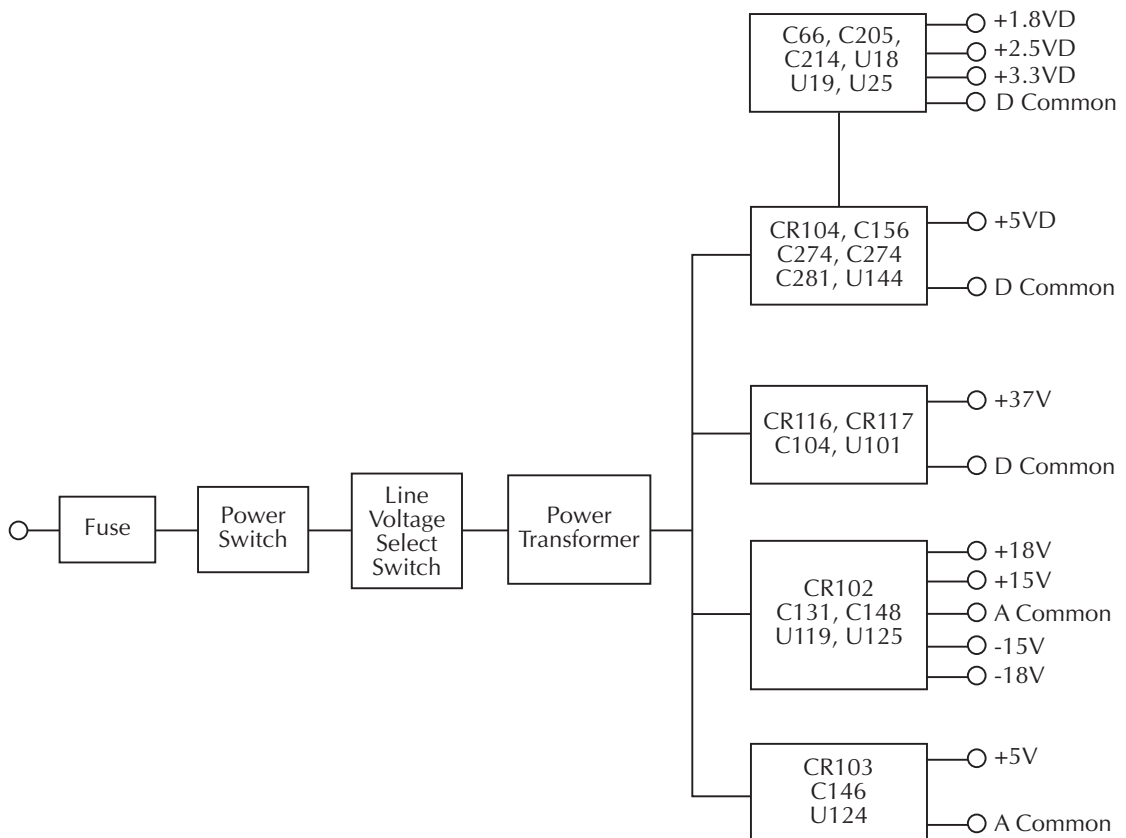 C66, C205,
C214, U18
U19, U25
+1.8VD
+2.5VD
+3.3VD
D Common
CR104, C156
C274, C274
C281, U144
+5VD
D Common
CR116, CR117
C104, U101
+37V
D Common
Fuse
Power
Switch
Line
Voltage
Select
Switch
Power
Transformer
CR102
C131, C148
U119, U125
+18V
+15V
A Common
-15V
-18V
CR103
C146
U124
+5V
A Common